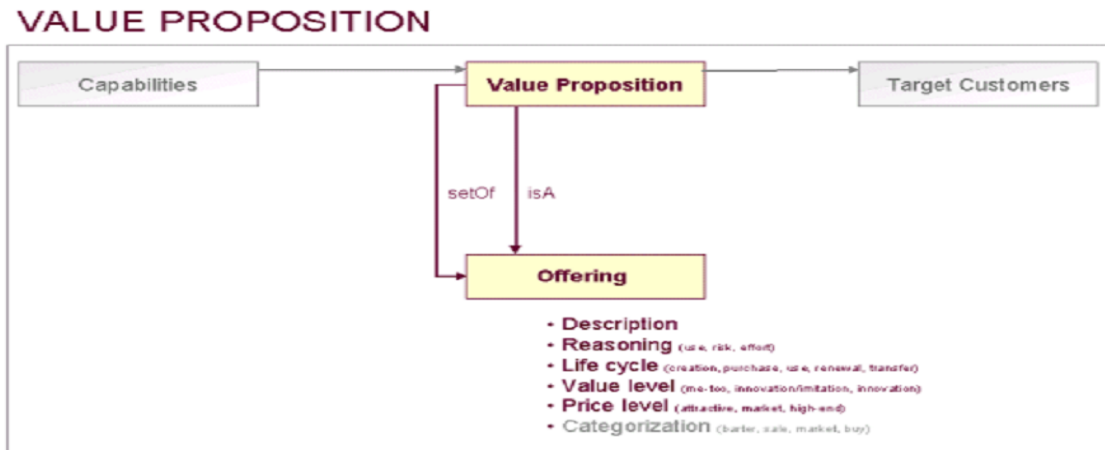 VALUE PROPOSITION
Capabilities
Value Proposition
Target Customers
setOf
isA
Offering
• Description
• Reasoning (use, risk, effort)
• Life cycle (creation, purchase, use, renewal, transfer)
• Value level (me-too, innovation/imitation, innovation)
• Price level (attractive, market, high-end)
• Categorization (barter, sale, market, buy)